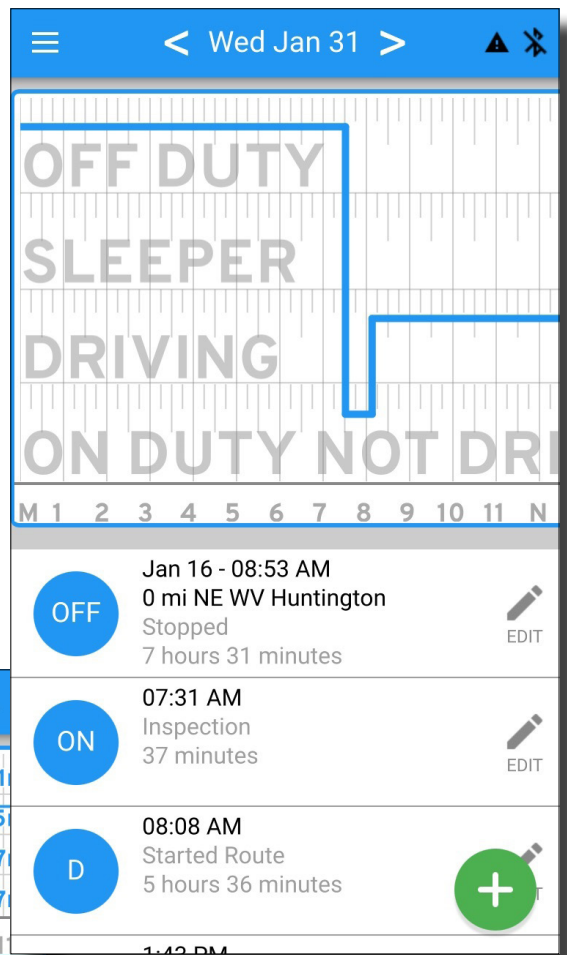 < Wed Jan 31 >
OFF DUTY
SLEEPER
DRIVING
ON DUTY NOT DRI
M 1 2 3 4 5 6 7 8 9 10 11 N
OFF
Jan 16 - 08:53 AM
0 mi NE WV Huntington
Stopped
7 hours 31 minutes
EDIT
ON
07:31 AM
Inspection
37 minutes
EDIT
D
08:08 AM
Started Route
5 hours 36 minutes
+